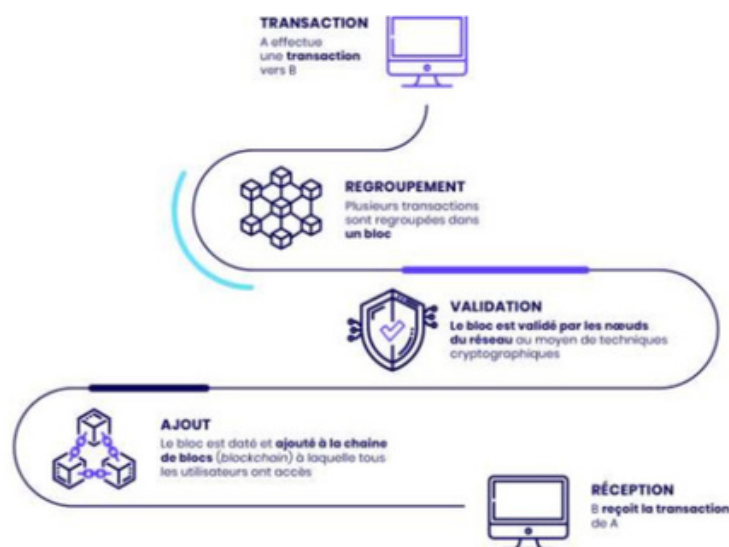 TRANSACTION
A effectue
une transaction
vers B
REGROUPEMENT
Plusieurs transactions
sont regroupées dans
un bloc
VALIDATION
Le bloc est validé par les nœuds
du réseau au moyen de techniques
cryptographiques
AJOUT
Le bloc est daté et ajouté à la chaine
de blocs (blockchain) à laquelle tous
les utilisateurs ont accès
RÉCEPTION
B reçoit la transaction
de A